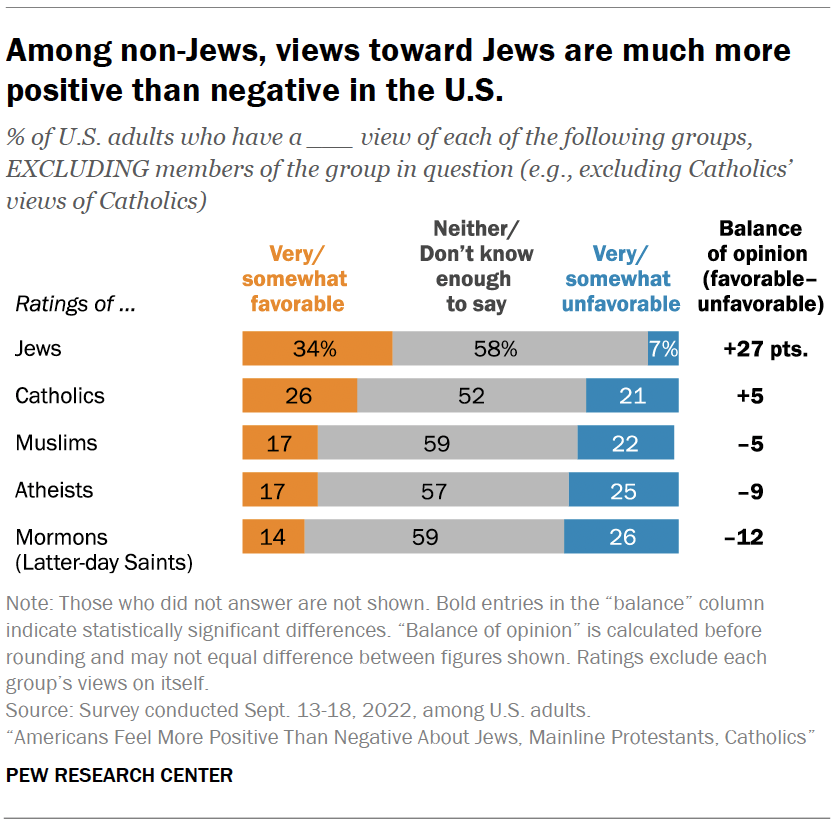 Among non-Jews, views toward Jews are much more
positive than negative in the U.S.
% of U.S. adults who have a ___ view of each of the following groups,
EXCLUDING members of the group in question (e.g., excluding Catholics’
views of Catholics)
Ratings of ...
Very/
somewhat
favorable
Neither/
Don’t know
enough
to say
Very/
somewhat
unfavorable
Balance
of opinion
(favorable–
unfavorable)
Jews 34% 58% 7% +27 pts.
Catholics 26 52 21 +5
Muslims 17 59 22 –5
Atheists 17 57 25 –9
Mormons 14 59 26 –12
(Latter-day Saints)
Note: Those who did not answer are not shown. Bold entries in the “balance” column
indicate statistically significant differences. “Balance of opinion” is calculated before
rounding and may not equal difference between figures shown. Ratings exclude each
group’s views on itself.
Source: Survey conducted Sept. 13-18, 2022, among U.S. adults.
“Americans Feel More Positive Than Negative About Jews, Mainline Protestants, Catholics”
PEW RESEARCH CENTER